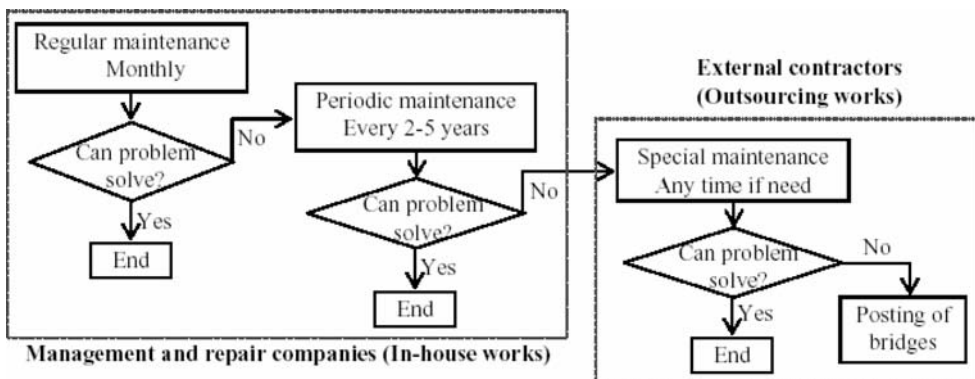 Regular maintenance
Monthly
Can problem
solve?
No
Yes
End
Periodic maintenance
Every 2-5 years
Can problem
solve?
No
Yes
End
Management and repair companies (In-house works)
External contractors
(Outsourcing works)
Special maintenance
Any time if need
Can problem
solve?
No
Yes
End
Posting of
bridges